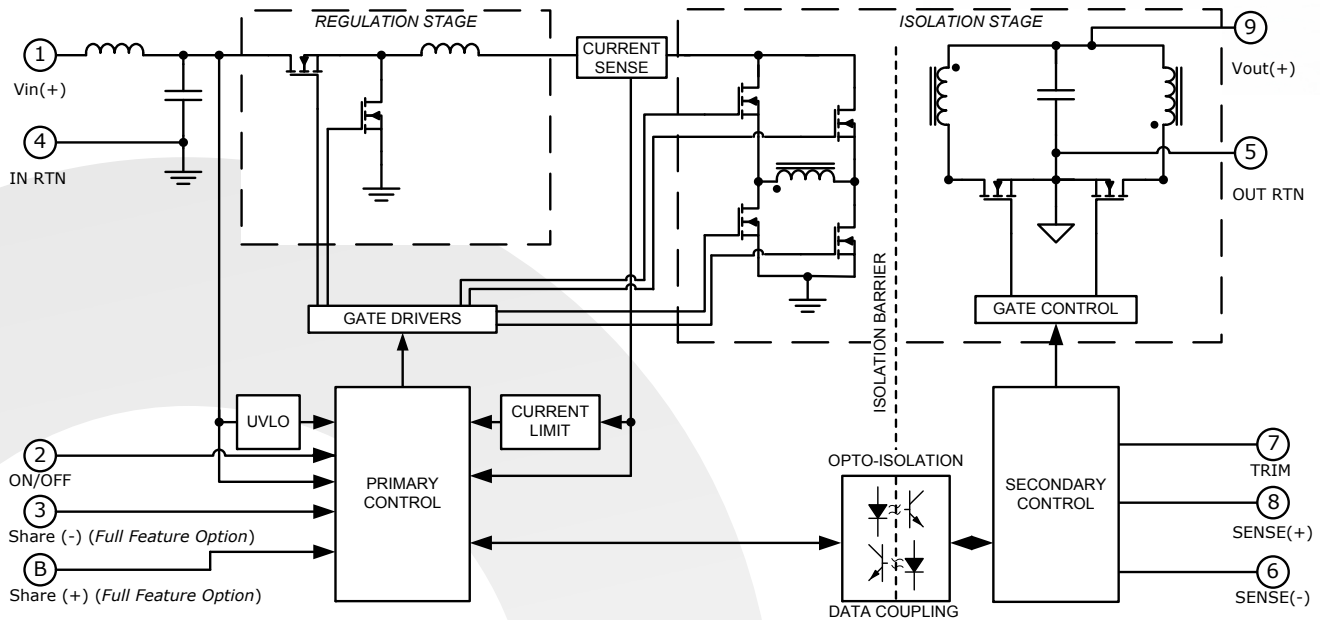 REGULATION STAGE
ISOLATION STAGE
1
Vin(+)
4
IN RTN
CURRENT
SENSE
9
Vout(+)
5
OUT RTN
ISOLATION BARRIER
GATE DRIVERS
GATE CONTROL
UVLO
CURRENT
LIMIT
PRIMARY
CONTROL
2
ON/OFF
3
Share (-) (Full Feature Option)
B
Share (+) (Full Feature Option)
OPTO-ISOLATION
DATA COUPLING
SECONDARY
CONTROL
7
TRIM
8
SENSE(+)
6
SENSE(-)